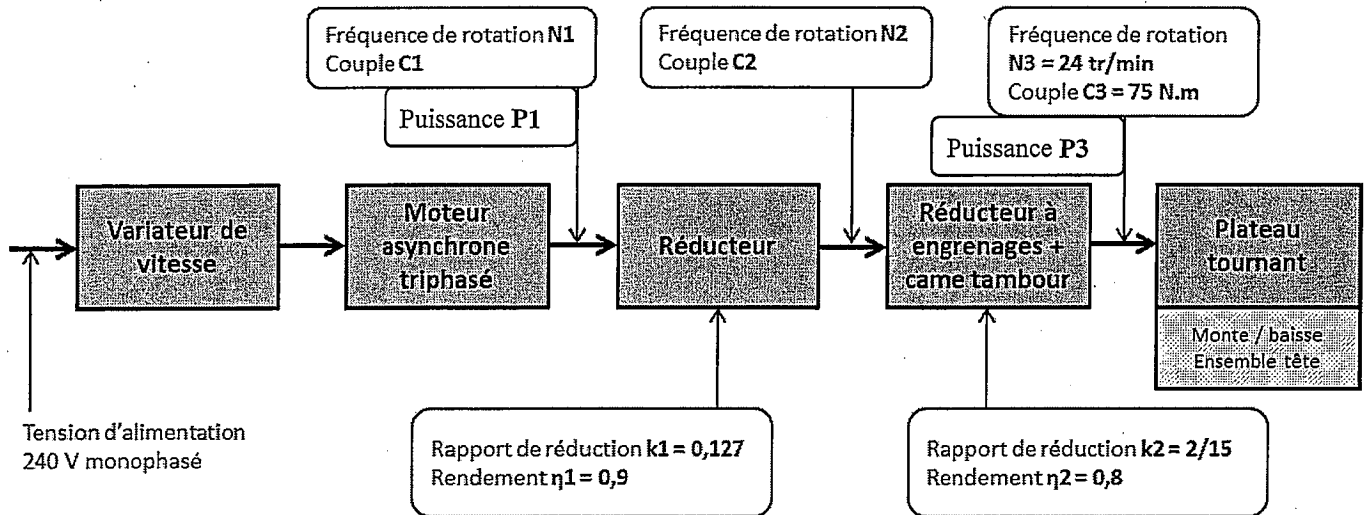 Fréquence de rotation N1
Couple C1
Puissance P1
Fréquence de rotation N2
Couple C2
Fréquence de rotation
N3 = 24 tr/min
Couple C3 = 75 N.m
Puissance P3
Variateur de
vitesse
Moteur
asynchrone
triphasé
Réducteur
Réducteur à
engrenages +
came tambour
Plateau
tournant
Monte / baisse
Ensemble tête
Tension d'alimentation
240 V monophasé
Rapport de réduction k1 = 0,127
Rendement η1 = 0,9
Rapport de réduction k2 = 2/15
Rendement η2 = 0,8